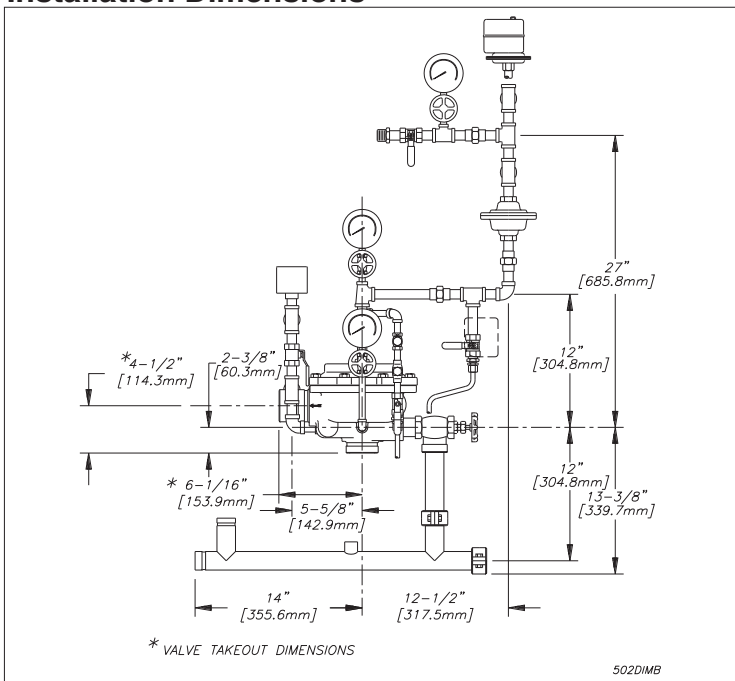 Installation Dimensions
27"
[685.8mm]
2-3/8"
[60.3mm]
*4-1/2"
[114.3mm]
12"
[304.8mm]
12"
[304.8mm]
13-3/8"
[339.7mm]
* 6-1/16"
[153.9mm]
5-5/8"
[142.9mm]
14"
[355.6mm]
12-1/2"
[317.5mm]
* VALVE TAKEOUT DIMENSIONS
502DIMB